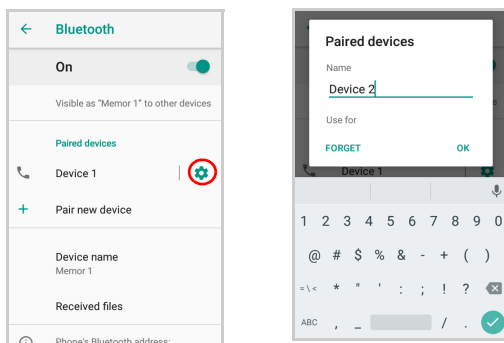 Bluetooth
On
Visible as “Memor 1” to other devices
Paired devices
Device 1
Pair new device
Device name
Memor 1
Received files
Phone's Bluetooth address:
Paired devices
Name
Device 2
Use for
FORGET OK
Device 1
1 2 3 4 5 6 7 8 9 0
@ # $ % & - + ( )
= \ < * " ' : ; ! ?
ABC , _ / .